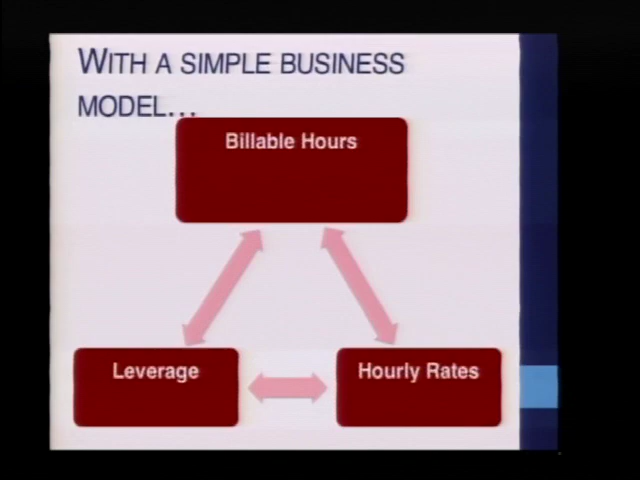 WITH A SIMPLE BUSINESS
MODEL...
Billable Hours
Leverage
Hourly Rates